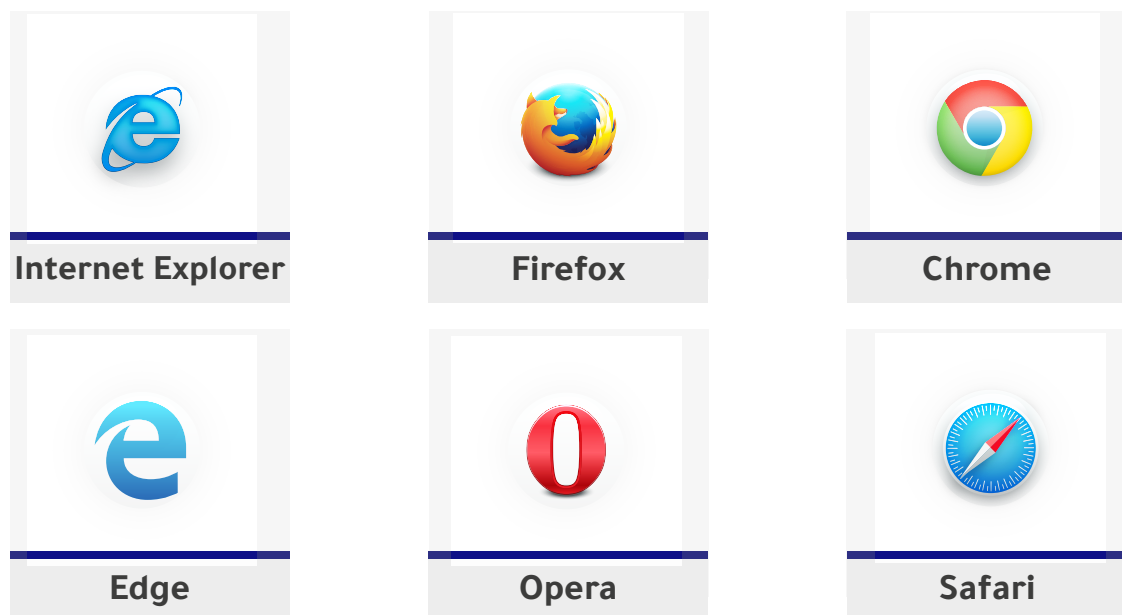 Internet Explorer
Firefox
Chrome
Edge
Opera
Safari